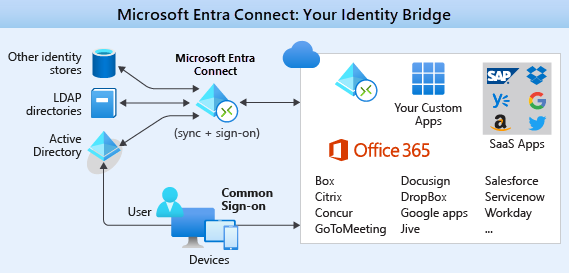 Microsoft Entra Connect: Your Identity Bridge
Other identity
stores
LDAP
directories
Active
Directory
Microsoft Entra
Connect
(sync + sign-on)
User
Common
Sign-on
Devices
Your Custom
Apps
SAP
SaaS Apps
Office 365
Box
Citrix
Concur
GoToMeeting
Docusign
DropBox
Google apps
Jive
Salesforce
Servicenow
Workday
...